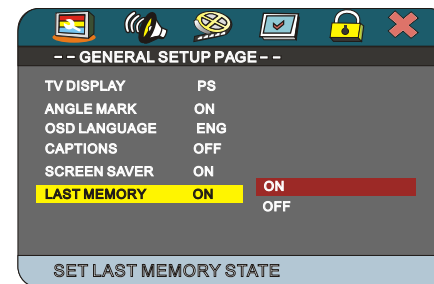 -- GENERAL SETUP PAGE --
TV DISPLAY PS
ANGLE MARK ON
OSD LANGUAGE ENG
CAPTIONS OFF
SCREEN SAVER ON
LAST MEMORY ON ON
OFF
SET LAST MEMORY STATE